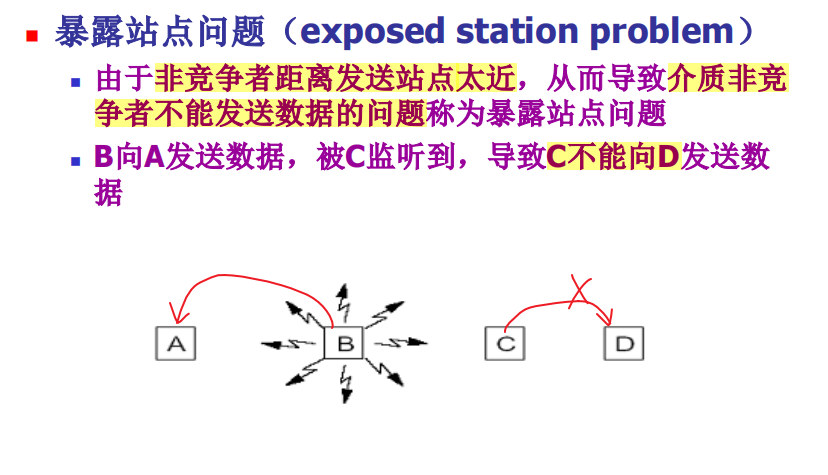 暴露站点问题（exposed station problem）
由于非竞争者距离发送站点太近，从而导致介质非竞
争者不能发送数据的问题称为暴露站点问题
B向A发送数据，被C监听到，导致C不能向D发送数
据
A B C D